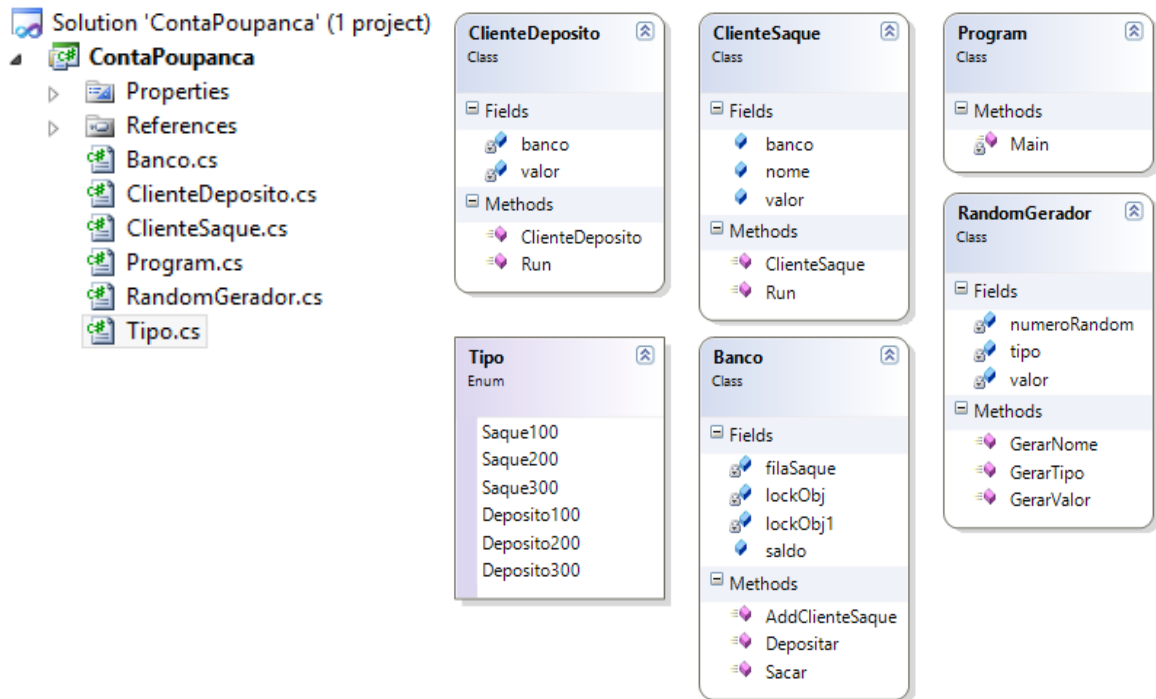 Solution 'ContaPoupanca' (1 project)
ContaPoupanca
Properties
References
Banco.cs
ClienteDeposito.cs
ClienteSaque.cs
Program.cs
RandomGerador.cs
Tipo.cs
ClienteDeposito
Class
Fields
banco
valor
Methods
ClienteDeposito
Run
ClienteSaque
Class
Fields
banco
nome
valor
Methods
ClienteSaque
Run
Program
Class
Methods
Main
RandomGerador
Class
Fields
numeroRandom
tipo
valor
Methods
GerarNome
GerarTipo
GerarValor
Tipo
Enum
Saque100
Saque200
Saque300
Deposito100
Deposito200
Deposito300
Banco
Class
Fields
filaSaque
lockObj
lockObj1
saldo
Methods
AddClienteSaque
Depositar
Sacar